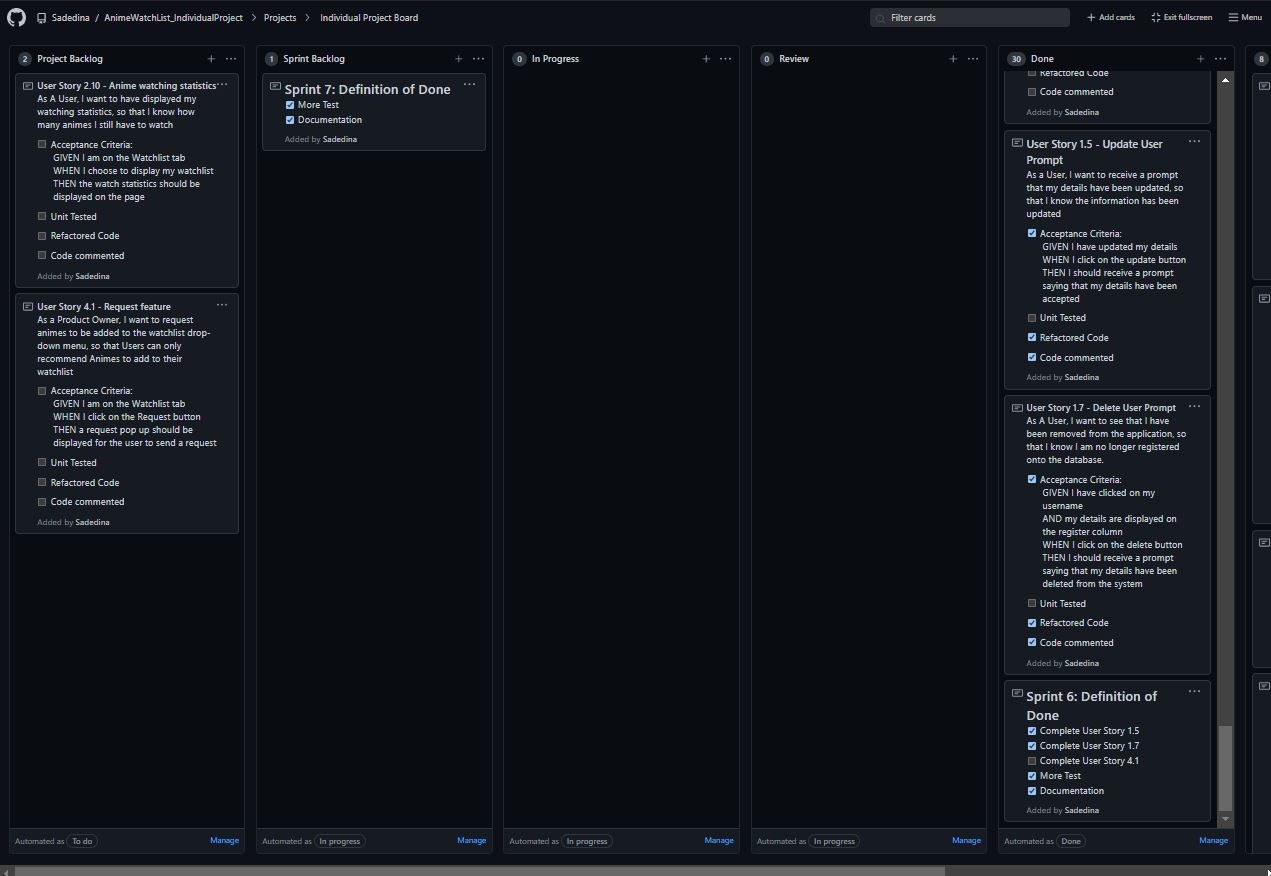 Sadedina / AnimeWatchList_IndividualProject > Projects > Individual Project Board
Filter cards
Add cards
Exit fullscreen
Menu
2 Project Backlog
User Story 2.10 - Anime watching statistics
As A User, I want to have displayed my
watching statistics, so that I know how
many animes I still have to watch
Acceptance Criteria:
GIVEN I am on the Watchlist tab
WHEN I choose to display my watchlist
THEN the watch statistics should be
displayed on the page
Unit Tested
Refactored Code
Code commented
Added by Sadedina
User Story 4.1 - Request feature
As a Product Owner, I want to request
animes to be added to the watchlist drop-
down menu, so that Users can only
recommend Animes to add to their
watchlist
Acceptance Criteria:
GIVEN I am on the Watchlist tab
WHEN I click on the Request button
THEN a request pop up should be
displayed for the user to send a request
Unit Tested
Refactored Code
Code commented
Added by Sadedina
Automated as To do
Manage
1 Sprint Backlog
Sprint 7: Definition of Done
More Test
Documentation
Added by Sadedina
Automated as In progress
Manage
0 In Progress
Automated as In progress
Manage
0 Review
Automated as In progress
Manage
30 Done
Refactored Code
Code commented
Added by Sadedina
User Story 1.5 - Update User
Prompt
As a User, I want to receive a prompt
that my details have been updated, so
that I know the information has been
updated
Acceptance Criteria:
GIVEN I have updated my details
WHEN I click on the update button
THEN I should receive a prompt
saying that my details have been
accepted
Unit Tested
Refactored Code
Code commented
Added by Sadedina
User Story 1.7 - Delete User Prompt
As A User, I want to see that I have
been removed from the application, so
that I know I am no longer registered
onto the database.
Acceptance Criteria:
GIVEN I have clicked on my
username
AND my details are displayed on
the register column
WHEN I click on the delete button
THEN I should receive a prompt
saying that my details have been
deleted from the system
Unit Tested
Refactored Code
Code commented
Added by Sadedina
Sprint 6: Definition of
Done
Complete User Story 1.5
Complete User Story 1.7
Complete User Story 4.1
More Test
Documentation
Added by Sadedina
Automated as Done
Manage
8